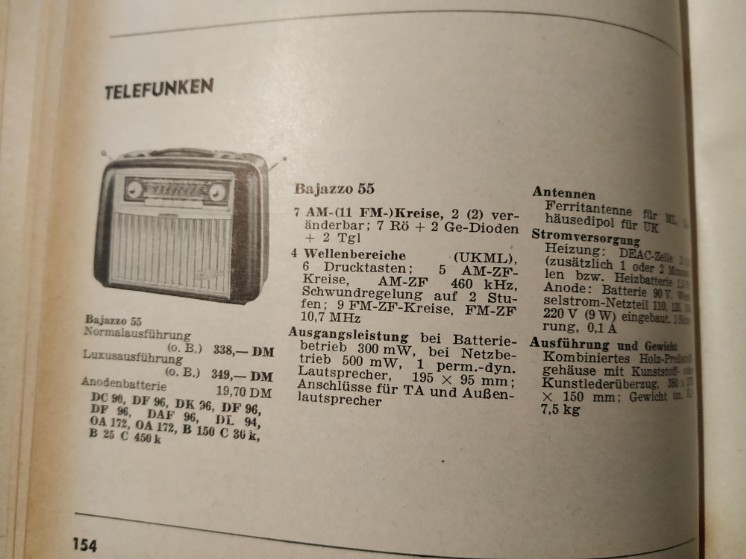 TELEFUNKEN
Bajazzo 55
Normalausführung
(o. B.) 338,— DM
Luxusausführung
(o. B.) 349,— DM
Anodenbatterie
19,70 DM
DC 90, DF 96, DK 96, DF 96,
DF 96, DAF 96, DL 94,
OA 172, OA 172, B 150 C 30 k,
B 25 C 450 k
Bajazzo 55
7 AM-(11 FM-)Kreise, 2 (2) ver-
änderbar; 7 Rö + 2 Ge-Dioden
+ 2 Tgl
4 Wellenbereiche (UKML),
6 Drucktasten; 5 AM-ZF-
Kreise, AM-ZF 460 kHz,
Schwundregelung auf 2 Stu-
fen; 9 FM-ZF-Kreise, FM-ZF
10,7 MHz
Ausgangsleistung bei Batterie-
betrieb 300 mW, bei Netzbe-
trieb 500 mW, 1 perm.-dyn.
Lautsprecher, 195 × 95 mm;
Anschlüsse für TA und Außen-
lautsprecher
Antennen
Ferritantenne für
häusedipol für UK
Stromversorgung
Heizung: DEAC-Zelle
(zusätzlich 1 oder 2
len bzw. Heizbatterie
Anode: Batterie 90 V,
selstrom-Netzteil 110,
220 V (9 W) eingebaut.
rung, 0,1 A
Ausführung und Gewicht
Kombiniertes
gehäuse mit Kunststoff-
Kunstlederüberzug,
× 150 mm; Gewicht
7,5 kg
154